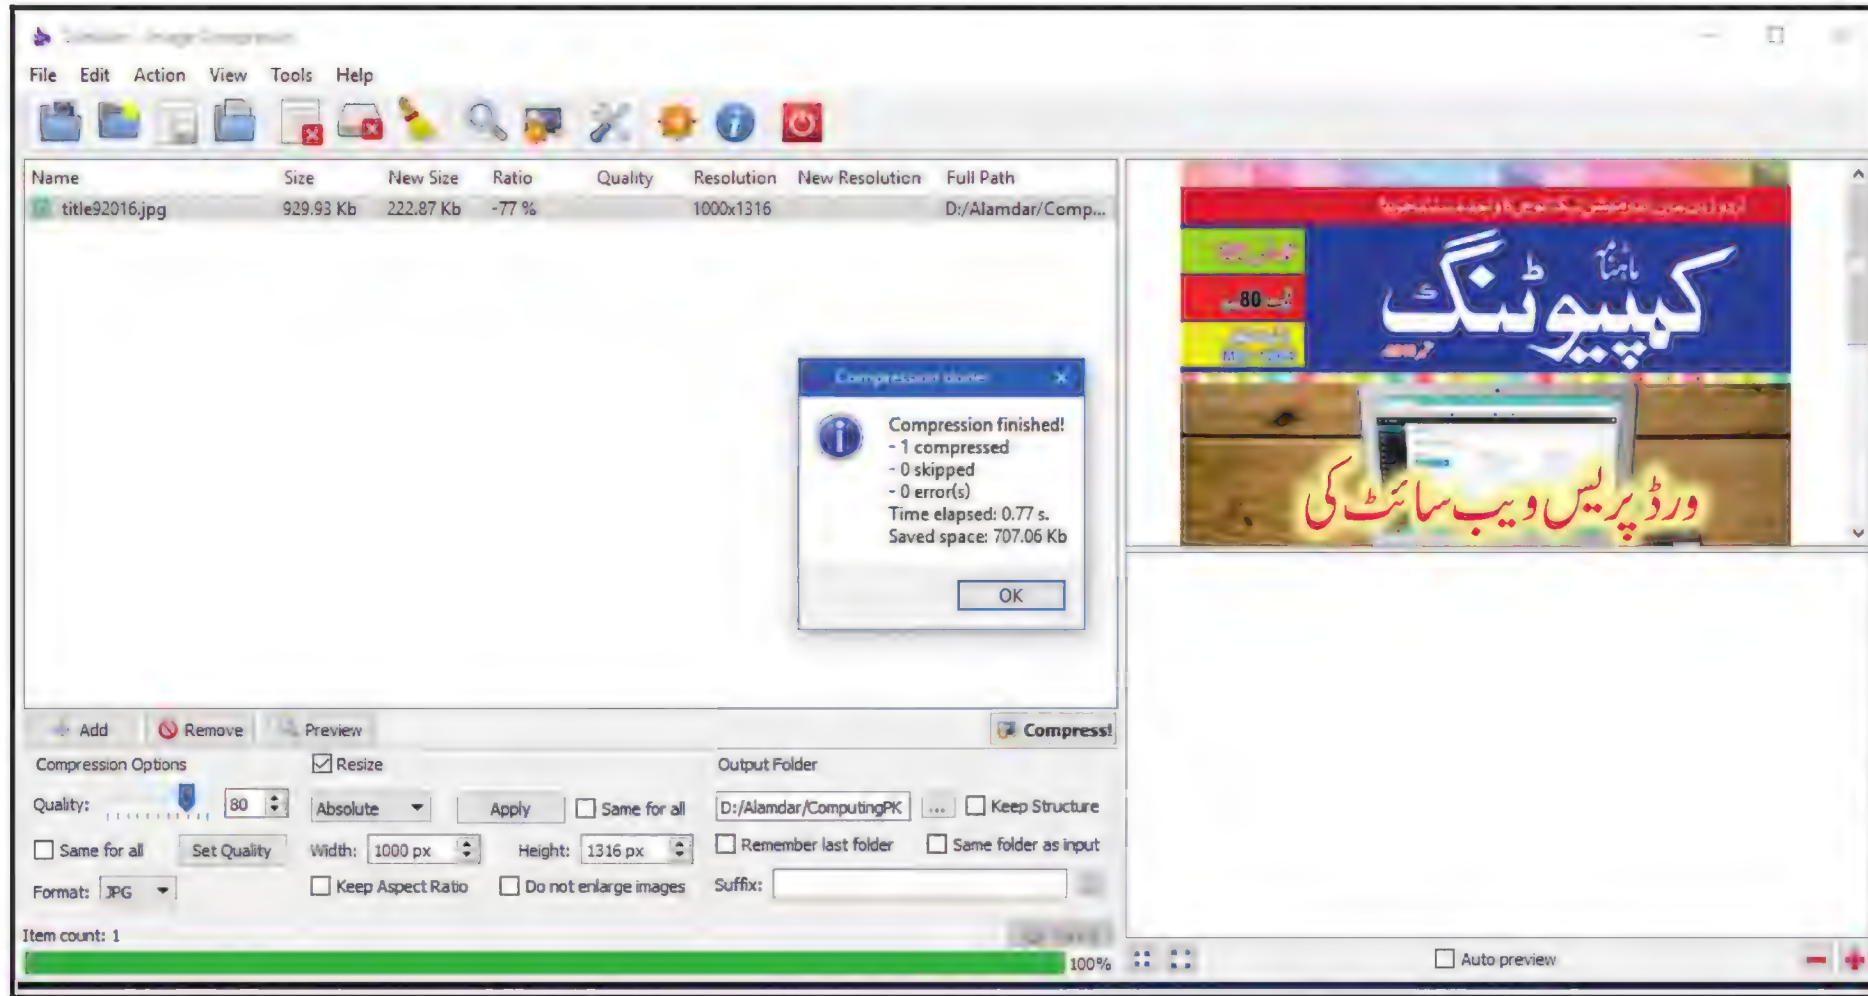 File Edit Action View Tools Help
Name Size New Size Ratio Quality Resolution New Resolution Full Path
title92016.jpg 929.93 Kb 222.87 Kb -77 % 1000x1316 D:/Alamdar/Comp...
ماہنامہ
کمپیوٹنگ
80
ورڈ پریس ویب سائٹ کی
Compression finished!
- 1 compressed
- 0 skipped
- 0 error(s)
Time elapsed: 0.77 s.
Saved space: 707.06 Kb
OK
Add Remove Preview Compress!
Compression Options Resize Output Folder
Quality: 80 Absolute Apply Same for all D:/Alamdar/ComputingPK ... Keep Structure
Same for all Set Quality Width: 1000 px Height: 1316 px Remember last folder Same folder as input
Format: JPG Keep Aspect Ratio Do not enlarge images Suffix:
Item count: 1
100% Auto preview